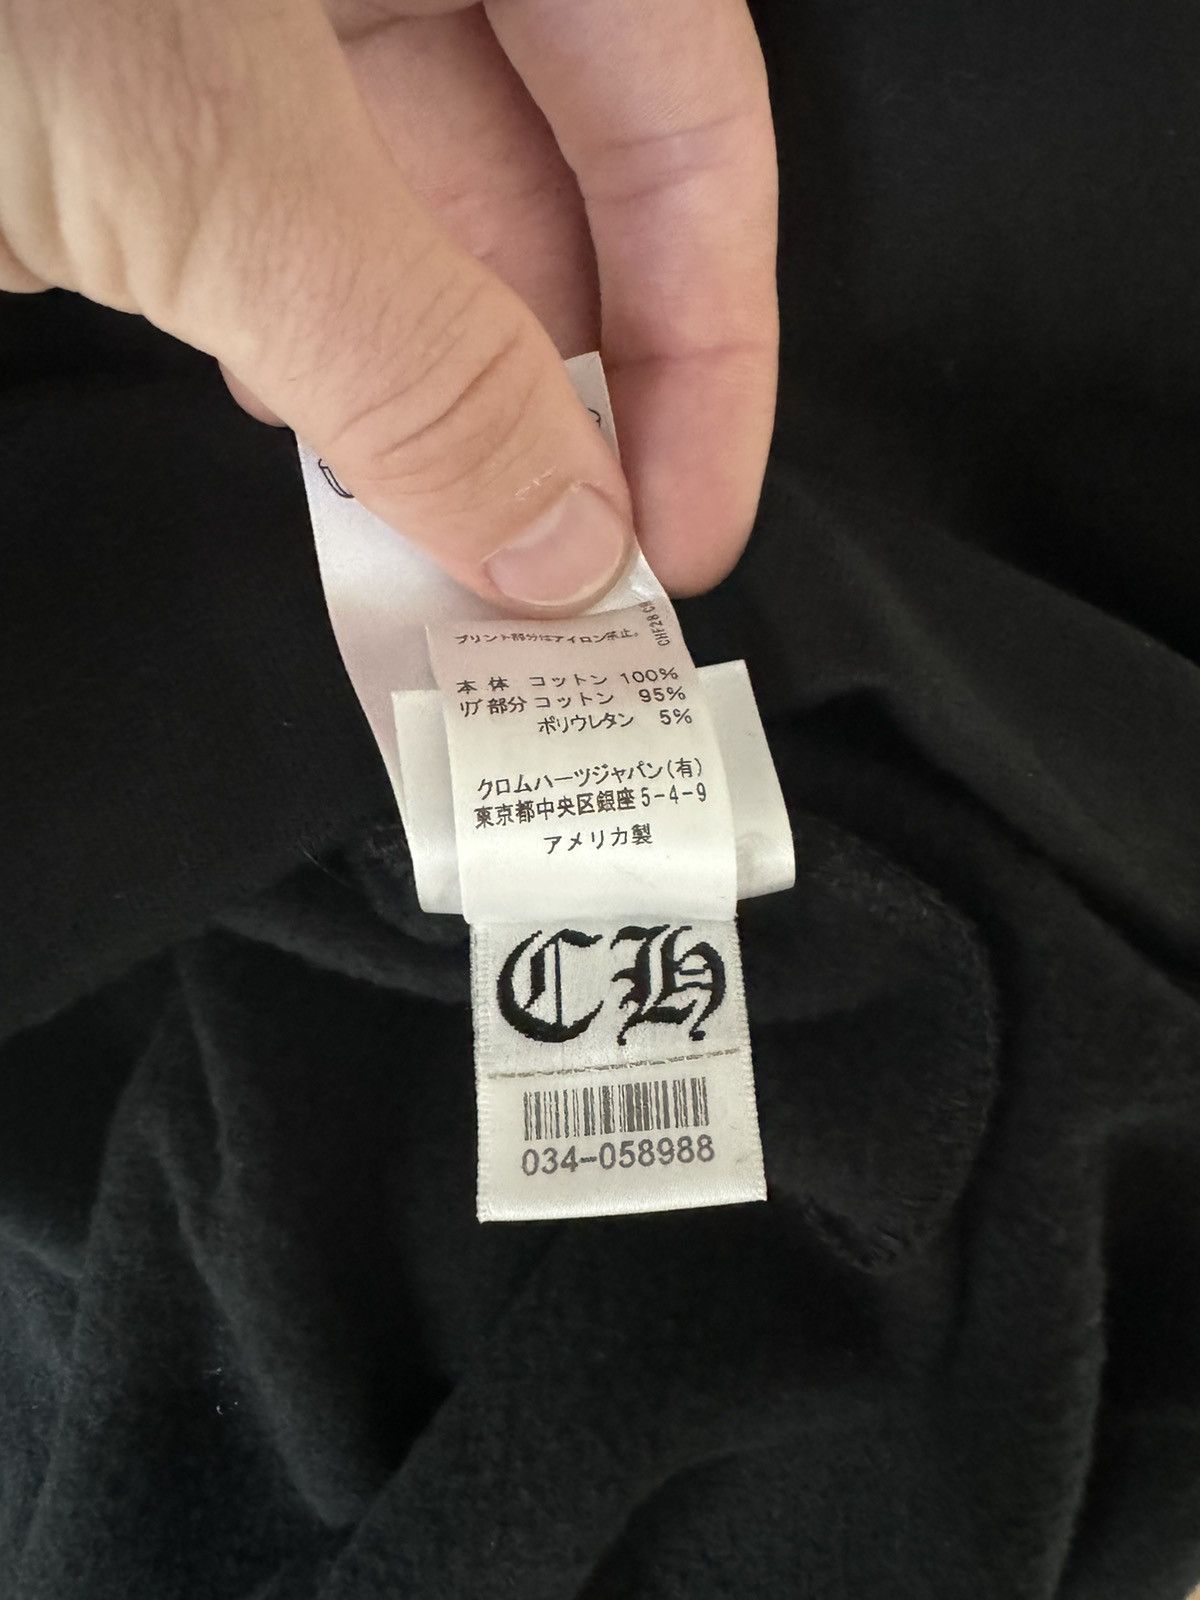 プリント部分はアイロン禁止。
本体 コットン 100%
リブ部分 コットン 95%
ポリウレタン 5%
クロムハーツジャパン(有)
東京都中央区銀座5-4-9
アメリカ製
CH
034-058988